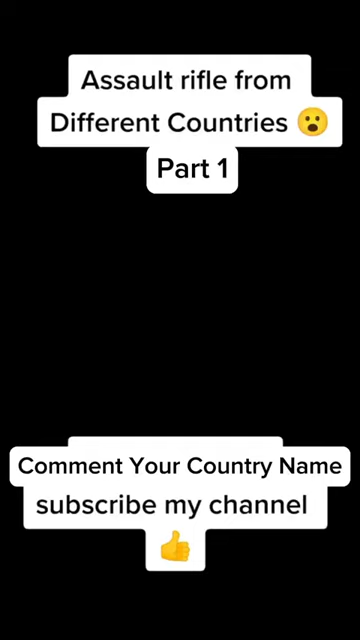 Assault rifle from
Different Countries 😮
Part 1
Comment Your Country Name
subscribe my channel
👍